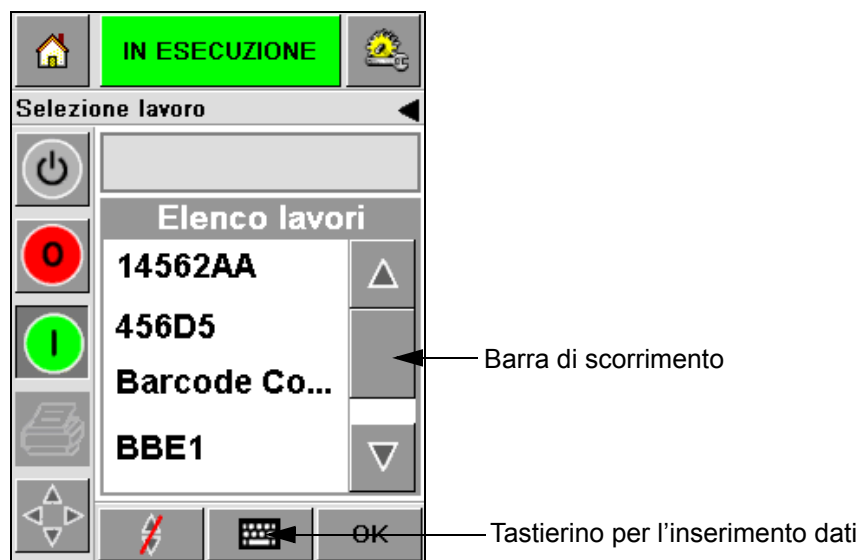 IN ESECUZIONE
Selezione lavoro
0
I
Elenco lavori
14562AA
456D5
Barcode Co...
BBE1
OK
Barra di scorrimento
Tastierino per l'inserimento dati